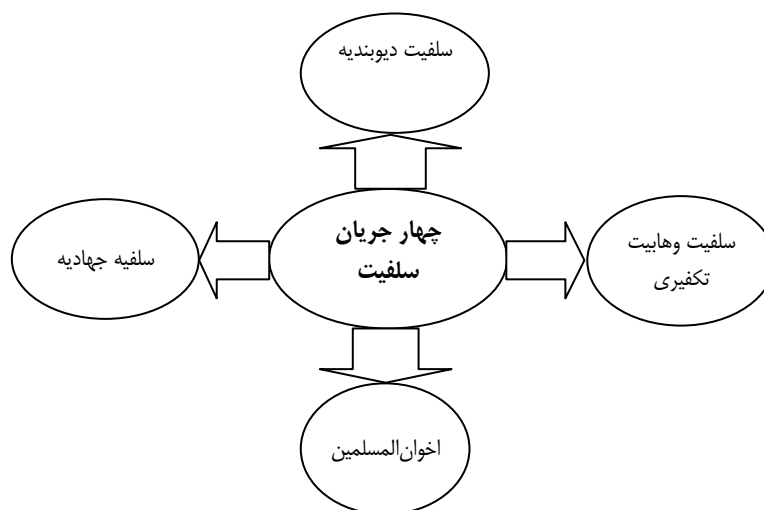 سلفیت دیوبندیه
چهار جریان
سلفیت
سلفیت وهابیت
تکفیری
سلفیه جهادیه
اخوان‌المسلمین